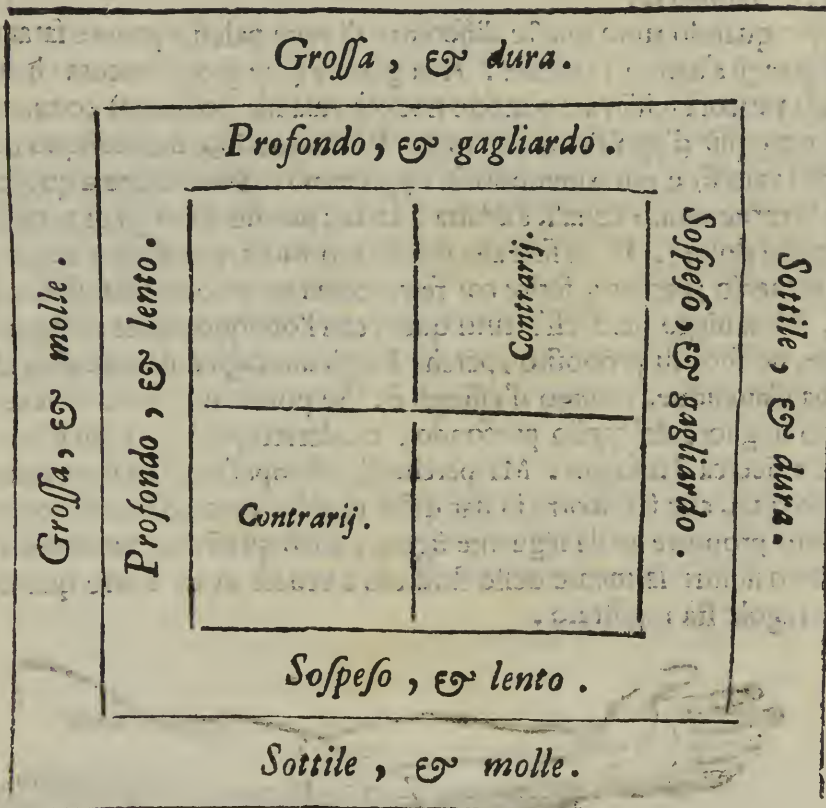 Groſſa, & dura.
Profondo, & gagliardo.
Groſſa, & molle.
Profondo, & lento.
Contrarij.
Contrarij.
Soſpeſo, & gagliardo.
Sottile, & dura.
Soſpeſo, & lento.
Sottile, & molle.